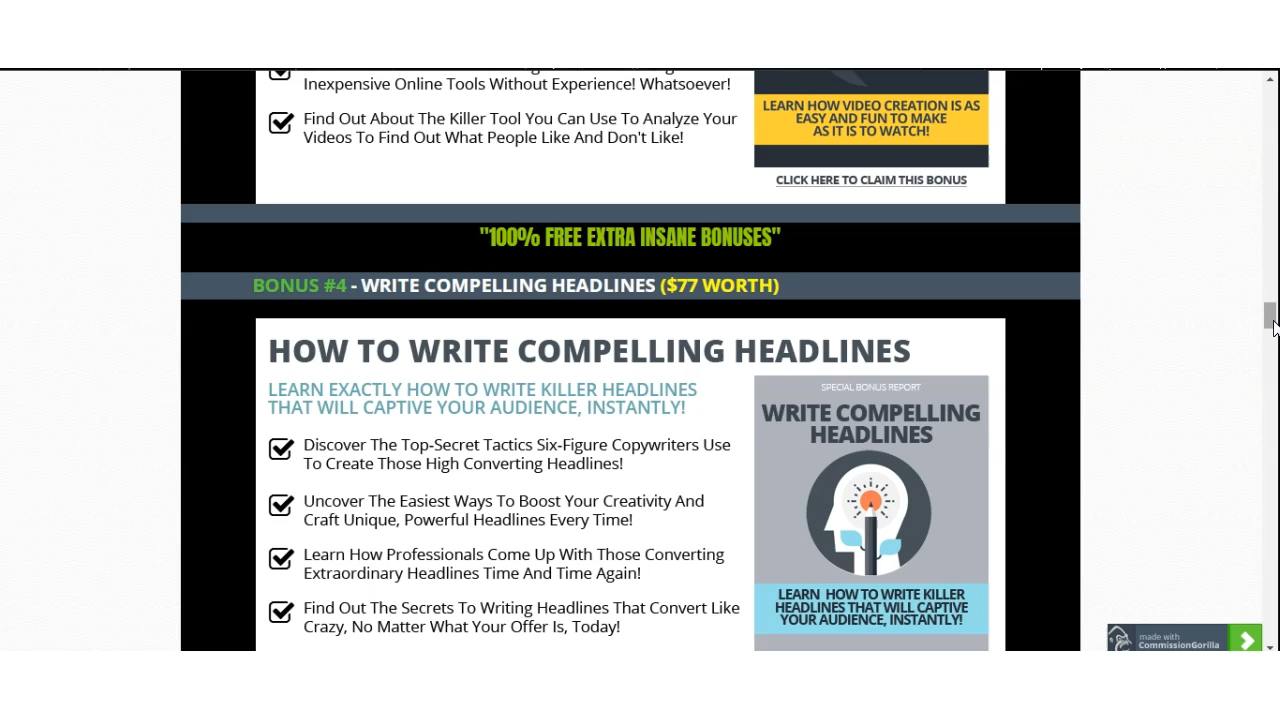 Inexpensive Online Tools Without Experience! Whatsoever!
Find Out About The Killer Tool You Can Use To Analyze Your
Videos To Find Out What People Like And Don't Like!
LEARN HOW VIDEO CREATION IS AS
EASY AND FUN TO MAKE
AS IT IS TO WATCH!
CLICK HERE TO CLAIM THIS BONUS
"100% FREE EXTRA INSANE BONUSES"
BONUS #4 - WRITE COMPELLING HEADLINES ($77 WORTH)
HOW TO WRITE COMPELLING HEADLINES
LEARN EXACTLY HOW TO WRITE KILLER HEADLINES
THAT WILL CAPTIVE YOUR AUDIENCE, INSTANTLY!
Discover The Top-Secret Tactics Six-Figure Copywriters Use
To Create Those High Converting Headlines!
Uncover The Easiest Ways To Boost Your Creativity And
Craft Unique, Powerful Headlines Every Time!
Learn How Professionals Come Up With Those Converting
Extraordinary Headlines Time And Time Again!
Find Out The Secrets To Writing Headlines That Convert Like
Crazy, No Matter What Your Offer Is, Today!
SPECIAL BONUS REPORT
WRITE COMPELLING
HEADLINES
LEARN HOW TO WRITE KILLER
HEADLINES THAT WILL CAPTIVE
YOUR AUDIENCE, INSTANTLY!
made with
CommissionGorilla